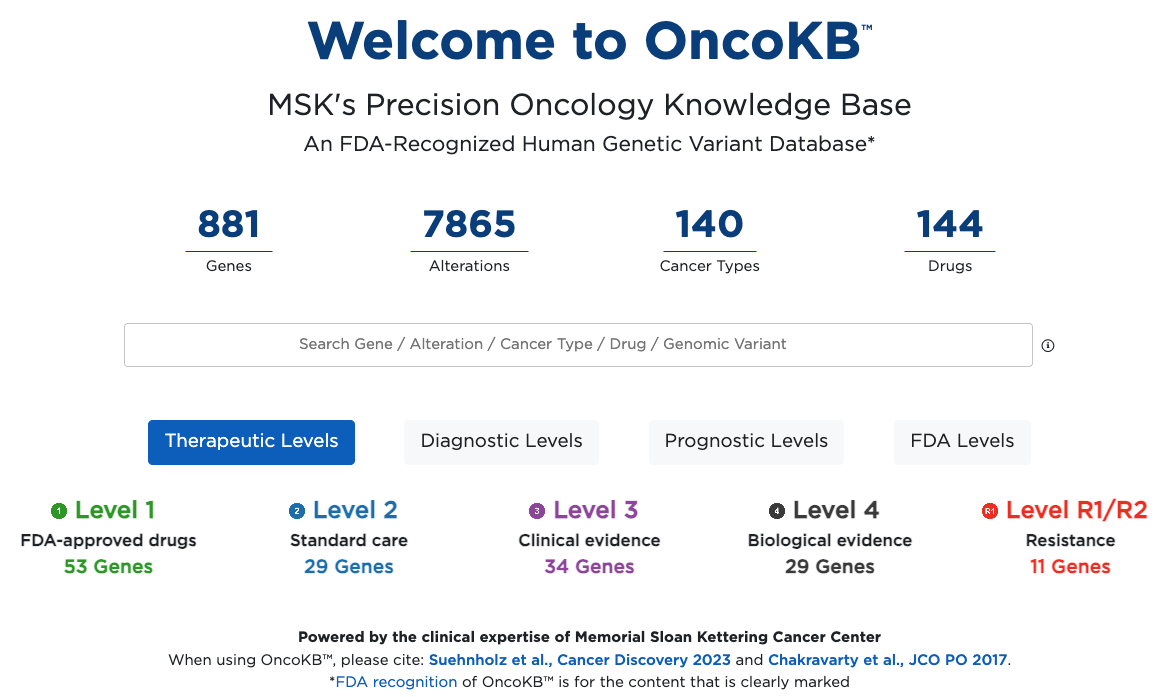 Welcome to OncoKB™
MSK's Precision Oncology Knowledge Base
An FDA-Recognized Human Genetic Variant Database*
881 7865 140 144
Genes Alterations Cancer Types Drugs
Search Gene / Alteration / Cancer Type / Drug / Genomic Variant
Therapeutic Levels Diagnostic Levels Prognostic Levels FDA Levels
1 Level 1 2 Level 2 3 Level 3 4 Level 4 R1 Level R1/R2
FDA-approved drugs Standard care Clinical evidence Biological evidence Resistance
53 Genes 29 Genes 34 Genes 29 Genes 11 Genes
Powered by the clinical expertise of Memorial Sloan Kettering Cancer Center
When using OncoKB™, please cite: Suehnholz et al., Cancer Discovery 2023 and Chakravarty et al., JCO PO 2017.
*FDA recognition of OncoKB™ is for the content that is clearly marked